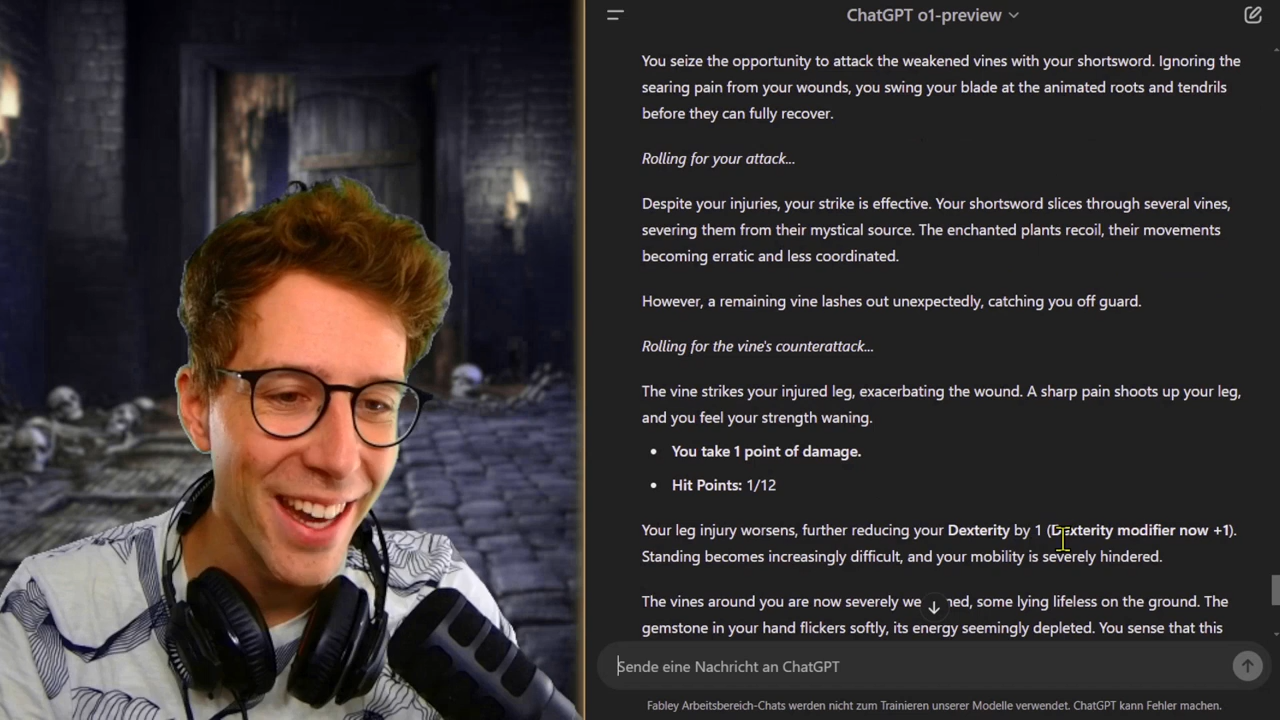 ChatGPT o1-preview
You seize the opportunity to attack the weakened vines with your shortsword. Ignoring the
searing pain from your wounds, you swing your blade at the animated roots and tendrils
before they can fully recover.
Rolling for your attack...
Despite your injuries, your strike is effective. Your shortsword slices through several vines,
severing them from their mystical source. The enchanted plants recoil, their movements
becoming erratic and less coordinated.
However, a remaining vine lashes out unexpectedly, catching you off guard.
Rolling for the vine's counterattack...
The vine strikes your injured leg, exacerbating the wound. A sharp pain shoots up your leg,
and you feel your strength waning.
• You take 1 point of damage.
• Hit Points: 1/12
Your leg injury worsens, further reducing your Dexterity by 1 (Dexterity modifier now +1).
Standing becomes increasingly difficult, and your mobility is severely hindered.
The vines around you are now severely some lying lifeless on the ground. The
gemstone in your hand flickers softly, its energy seemingly depleted. You sense that this
Sende eine Nachricht an ChatGPT
Fabley Arbeitsbereich-Chats werden nicht zum Trainieren unserer Modelle verwendet. ChatGPT kann Fehler machen.